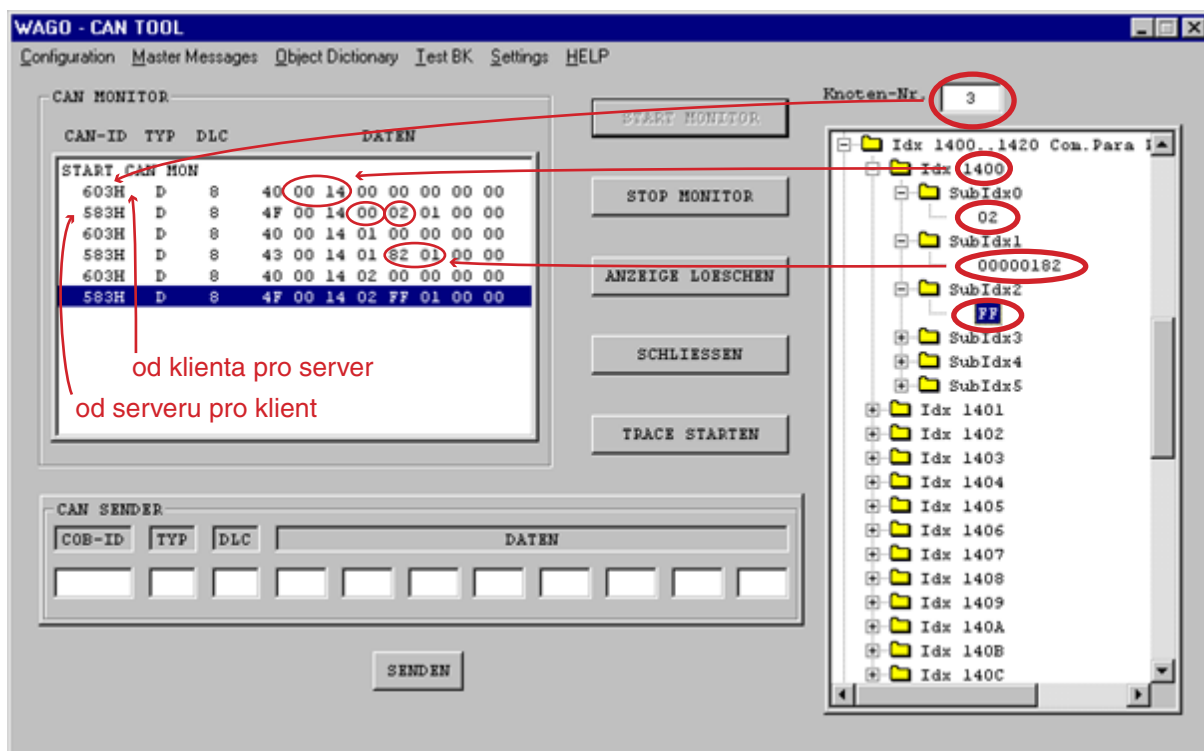 WAGO - CAN TOOL
Configuration Master Messages Object Dictionary Test BK Settings HELP
CAN MONITOR
CAN-ID TYP DLC DATEN
START CAN MON
603H D 8 40 00 14 00 00 00 00 00
583H D 8 4F 00 14 00 02 01 00 00
603H D 8 40 00 14 01 00 00 00 00
583H D 8 43 00 14 01 82 01 00 00
603H D 8 40 00 14 02 00 00 00 00
583H D 8 4F 00 14 02 FF 01 00 00
od klienta pro server
od serveru pro klient
START MONITOR
STOP MONITOR
ANZEIGE LOESCHEN
SCHLIESSEN
TRACE STARTEN
Knoten-Nr. 3
Idx 1400..1420 Com.Para
Idx 1400
SubIdx0
02
SubIdx1
00000182
SubIdx2
FF
SubIdx3
SubIdx4
SubIdx5
Idx 1401
Idx 1402
Idx 1403
Idx 1404
Idx 1405
Idx 1406
Idx 1407
Idx 1408
Idx 1409
Idx 140A
Idx 140B
Idx 140C
CAN SENDER
COB-ID TYP DLC DATEN
SENDEN